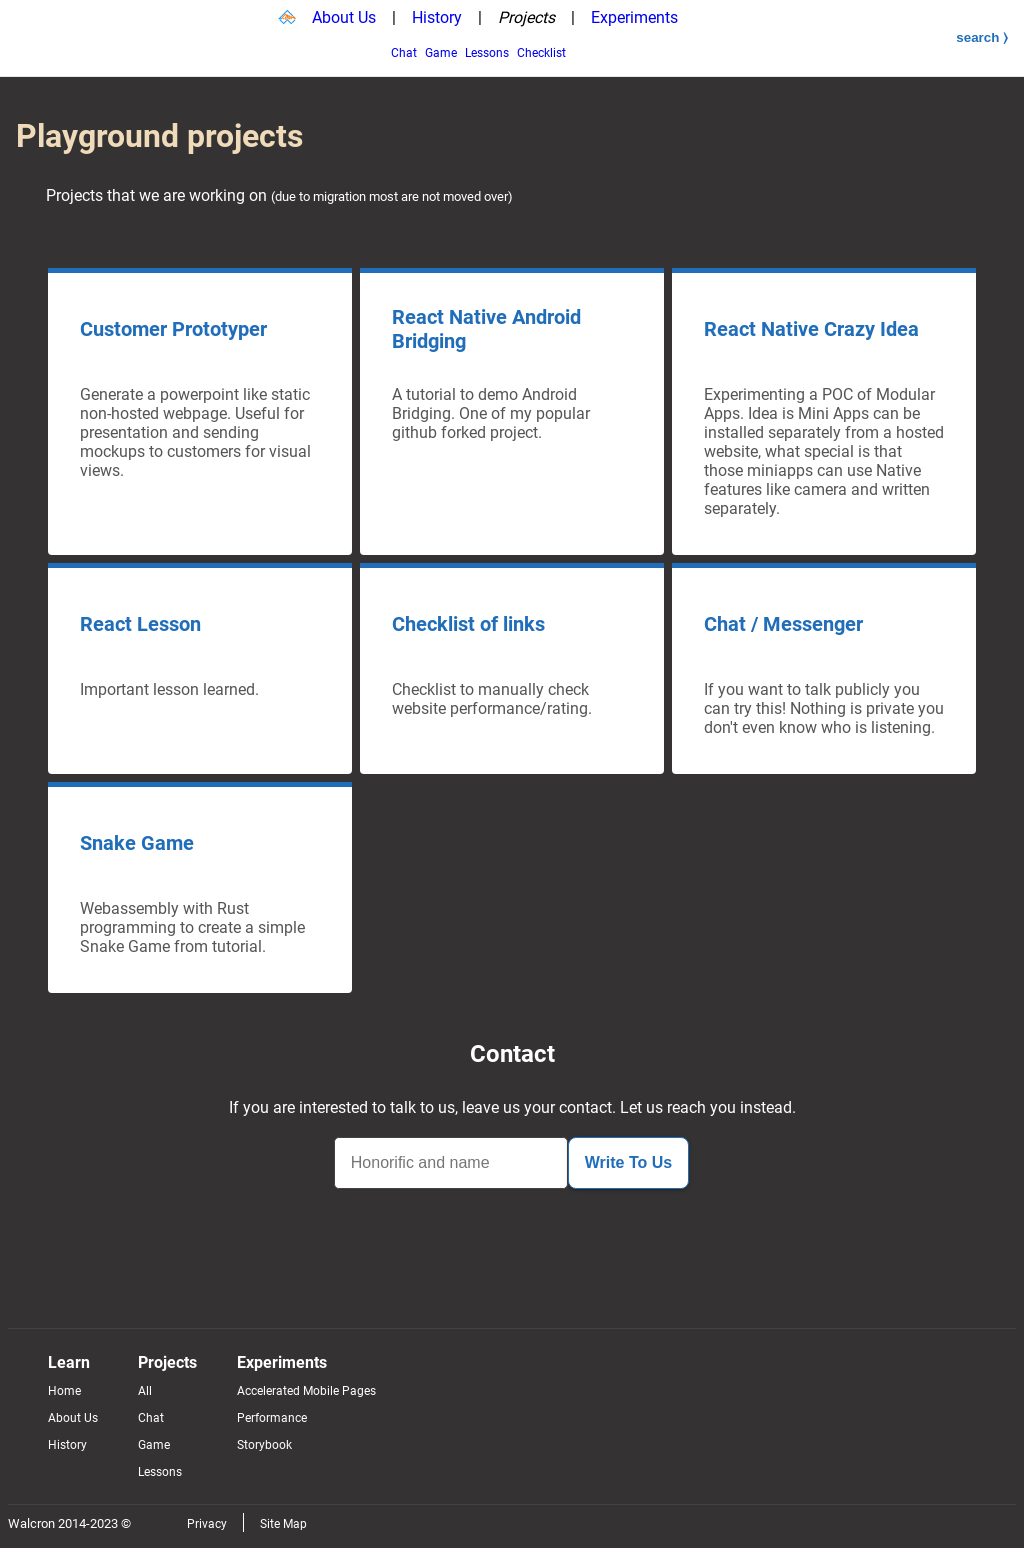 About Us | History | Projects | Experiments
search ⟩
Chat Game Lessons Checklist
Playground projects
Projects that we are working on (due to migration most are not moved over)
Customer Prototyper
Generate a powerpoint like static
non-hosted webpage. Useful for
presentation and sending
mockups to customers for visual
views.
React Native Android
Bridging
A tutorial to demo Android
Bridging. One of my popular
github forked project.
React Native Crazy Idea
Experimenting a POC of Modular
Apps. Idea is Mini Apps can be
installed separately from a hosted
website, what special is that
those miniapps can use Native
features like camera and written
separately.
React Lesson
Important lesson learned.
Checklist of links
Checklist to manually check
website performance/rating.
Chat / Messenger
If you want to talk publicly you
can try this! Nothing is private you
don't even know who is listening.
Snake Game
Webassembly with Rust
programming to create a simple
Snake Game from tutorial.
Contact
If you are interested to talk to us, leave us your contact. Let us reach you instead.
Honorific and name
Write To Us
Learn
Home
About Us
History
Projects
All
Chat
Game
Lessons
Experiments
Accelerated Mobile Pages
Performance
Storybook
Walcron 2014-2023 © Privacy Site Map